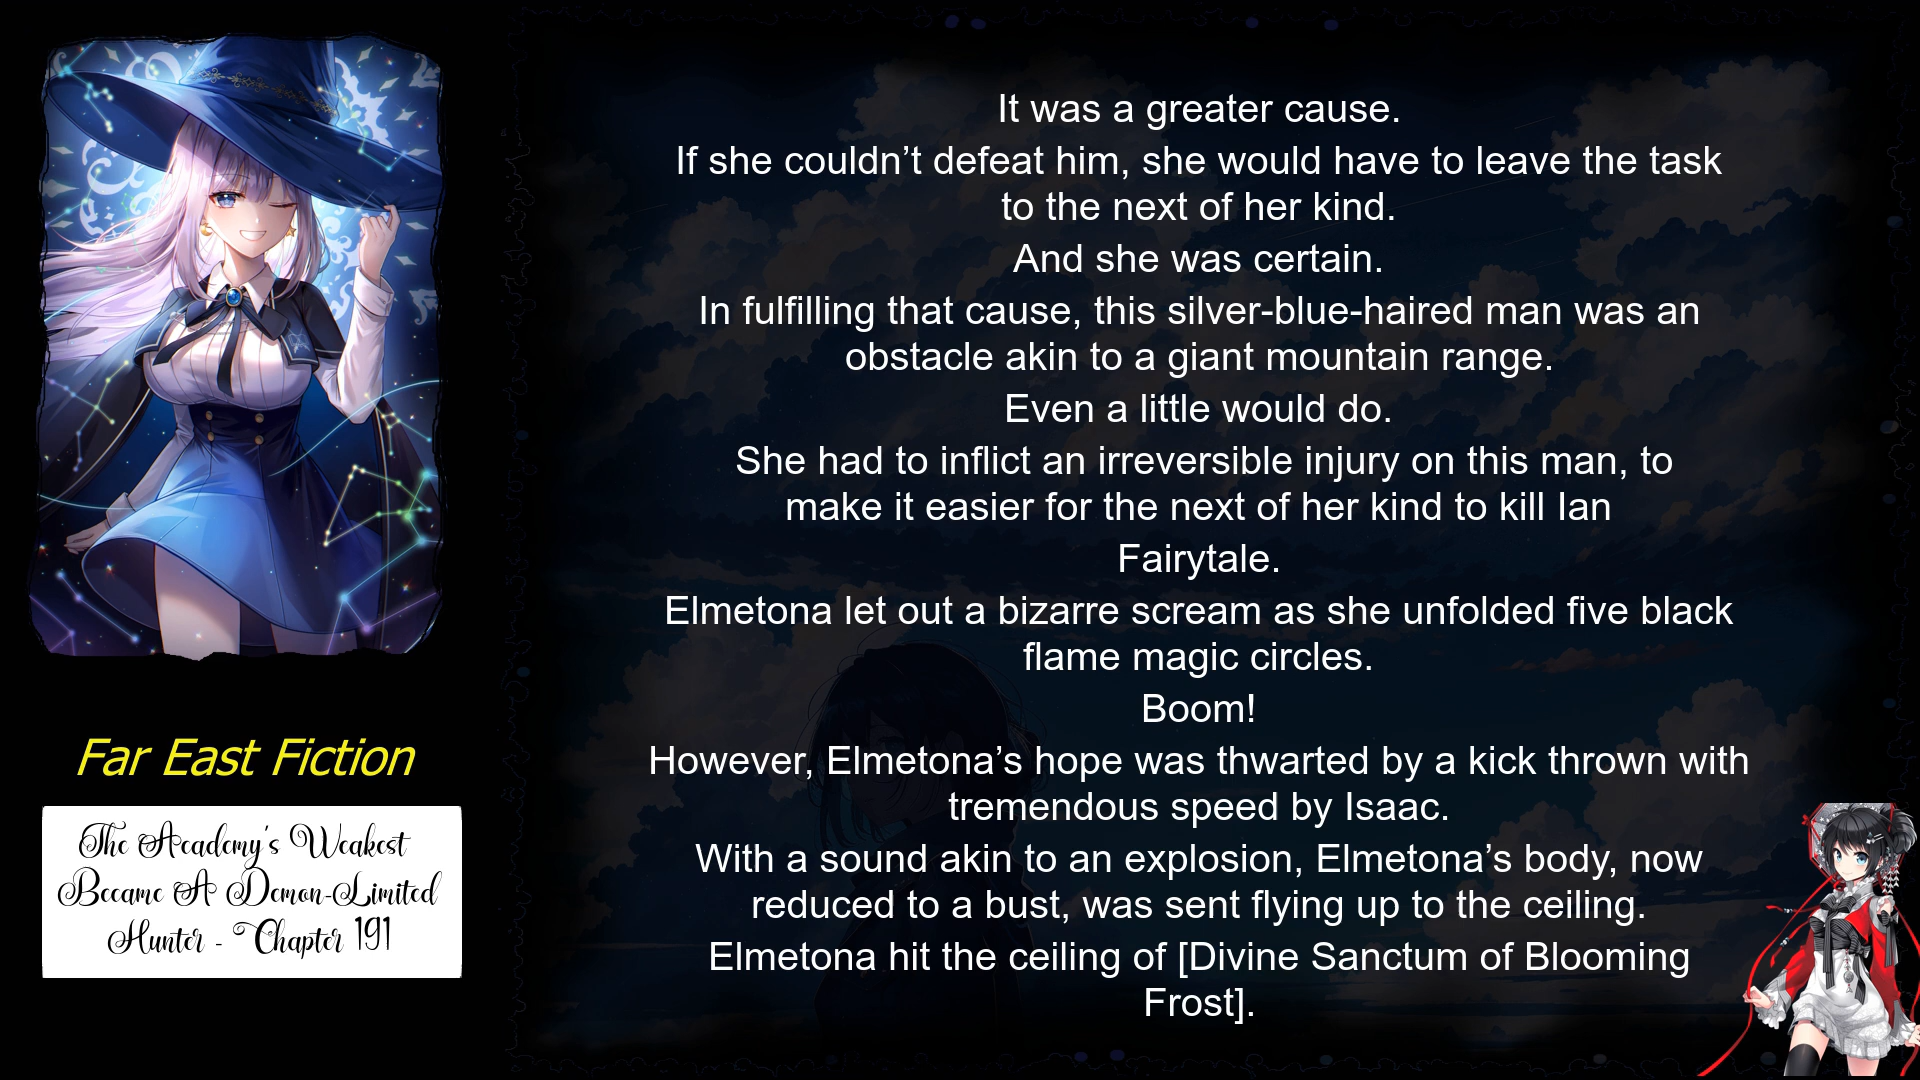 It was a greater cause.
If she couldn’t defeat him, she would have to leave the task
to the next of her kind.
And she was certain.
In fulfilling that cause, this silver-blue-haired man was an
obstacle akin to a giant mountain range.
Even a little would do.
She had to inflict an irreversible injury on this man, to
make it easier for the next of her kind to kill Ian
Fairytale.
Elmetona let out a bizarre scream as she unfolded five black
flame magic circles.
Boom!
However, Elmetona’s hope was thwarted by a kick thrown with
tremendous speed by Isaac.
With a sound akin to an explosion, Elmetona’s body, now
reduced to a bust, was sent flying up to the ceiling.
Elmetona hit the ceiling of [Divine Sanctum of Blooming
Frost].
Far East Fiction
The Academy's Weakest
Became A Demon-Limited
Hunter - Chapter 191